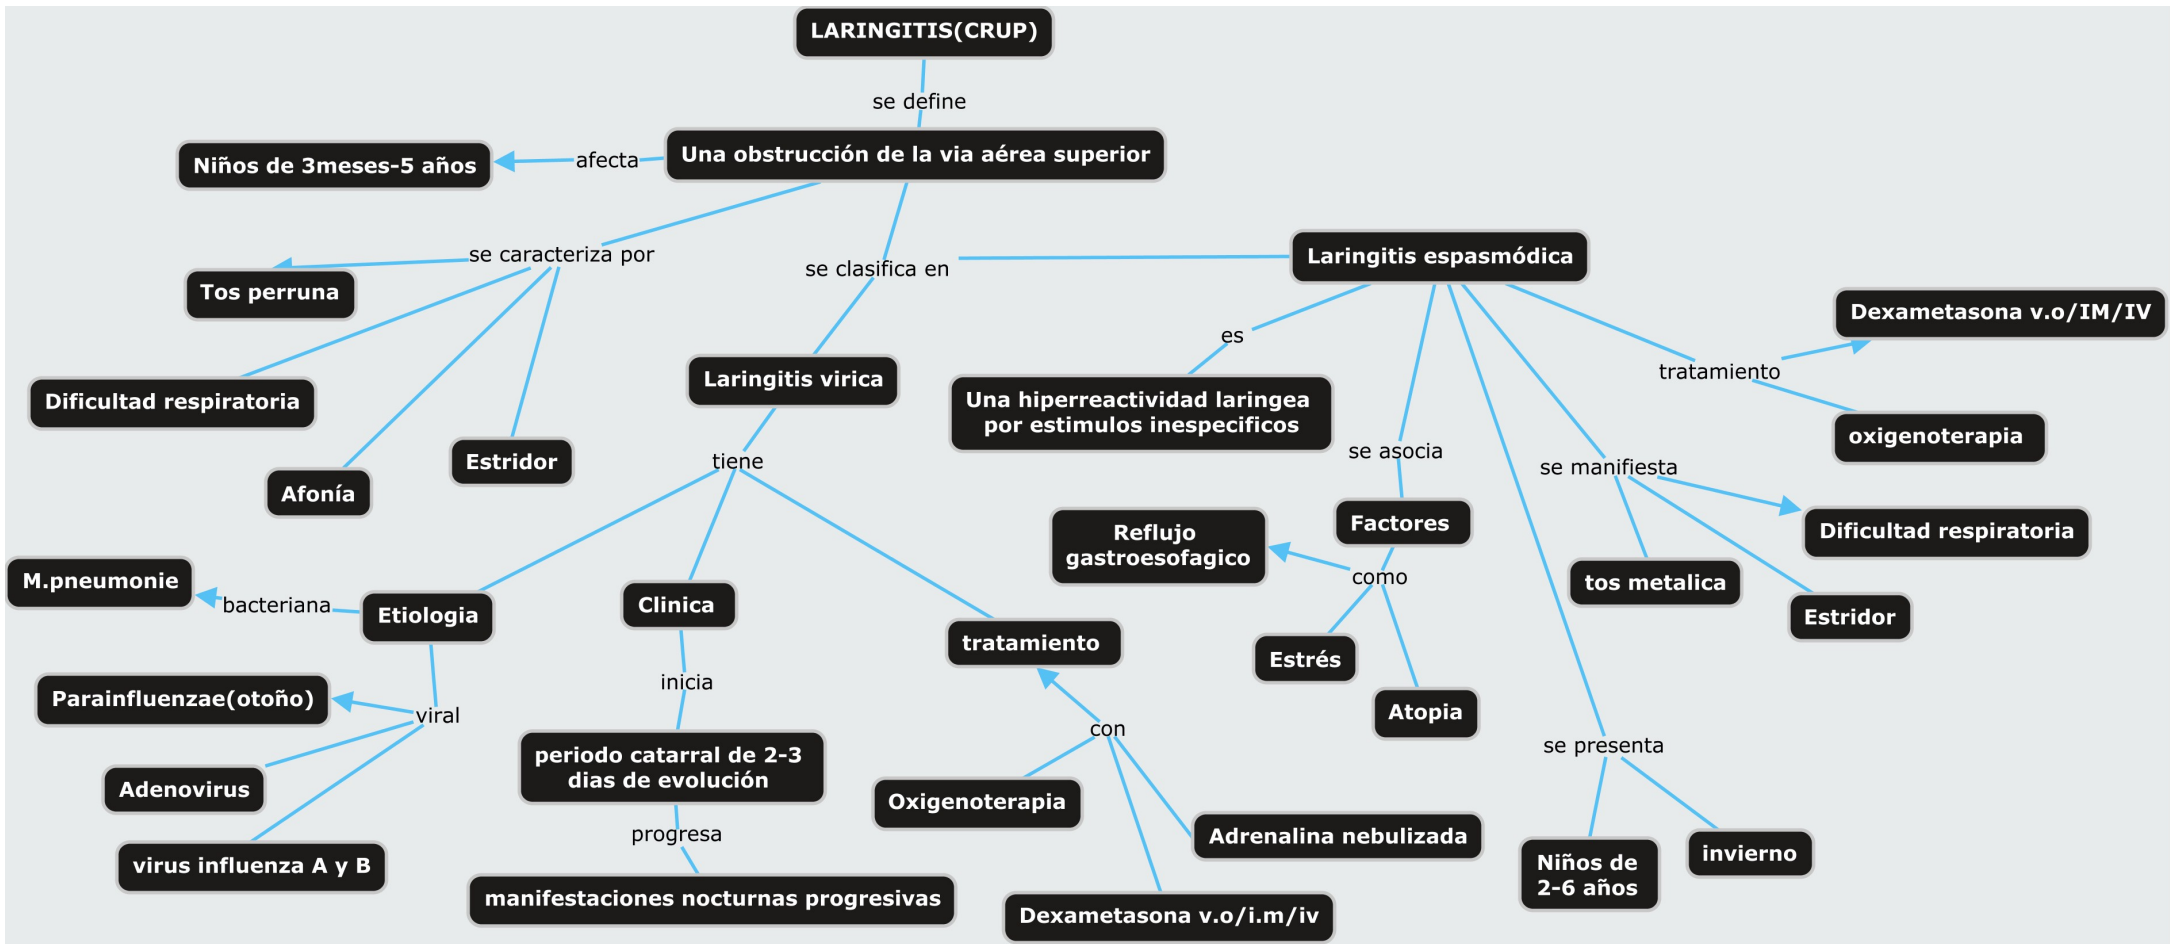 LARINGITIS(CRUP)
se define
Una obstrucción de la via aérea superior
afecta
Niños de 3meses-5 años
se caracteriza por
Tos perruna
Dificultad respiratoria
Afonía
Estridor
se clasifica en
Laringitis virica
tiene
Etiologia
bacteriana
M.pneumonie
viral
Parainfluenzae(otoño)
Adenovirus
virus influenza A y B
Clinica
inicia
periodo catarral de 2-3
dias de evolución
progresa
manifestaciones nocturnas progresivas
tratamiento
con
Oxigenoterapia
Dexametasona v.o/i.m/iv
Adrenalina nebulizada
Laringitis espasmódica
es
Una hiperreactividad laringea
por estimulos inespecificos
se asocia
Factores
como
Reflujo
gastroesofagico
Estrés
Atopia
se presenta
Niños de
2-6 años
invierno
se manifiesta
tos metalica
Estridor
Dificultad respiratoria
tratamiento
Dexametasona v.o/IM/IV
oxigenoterapia